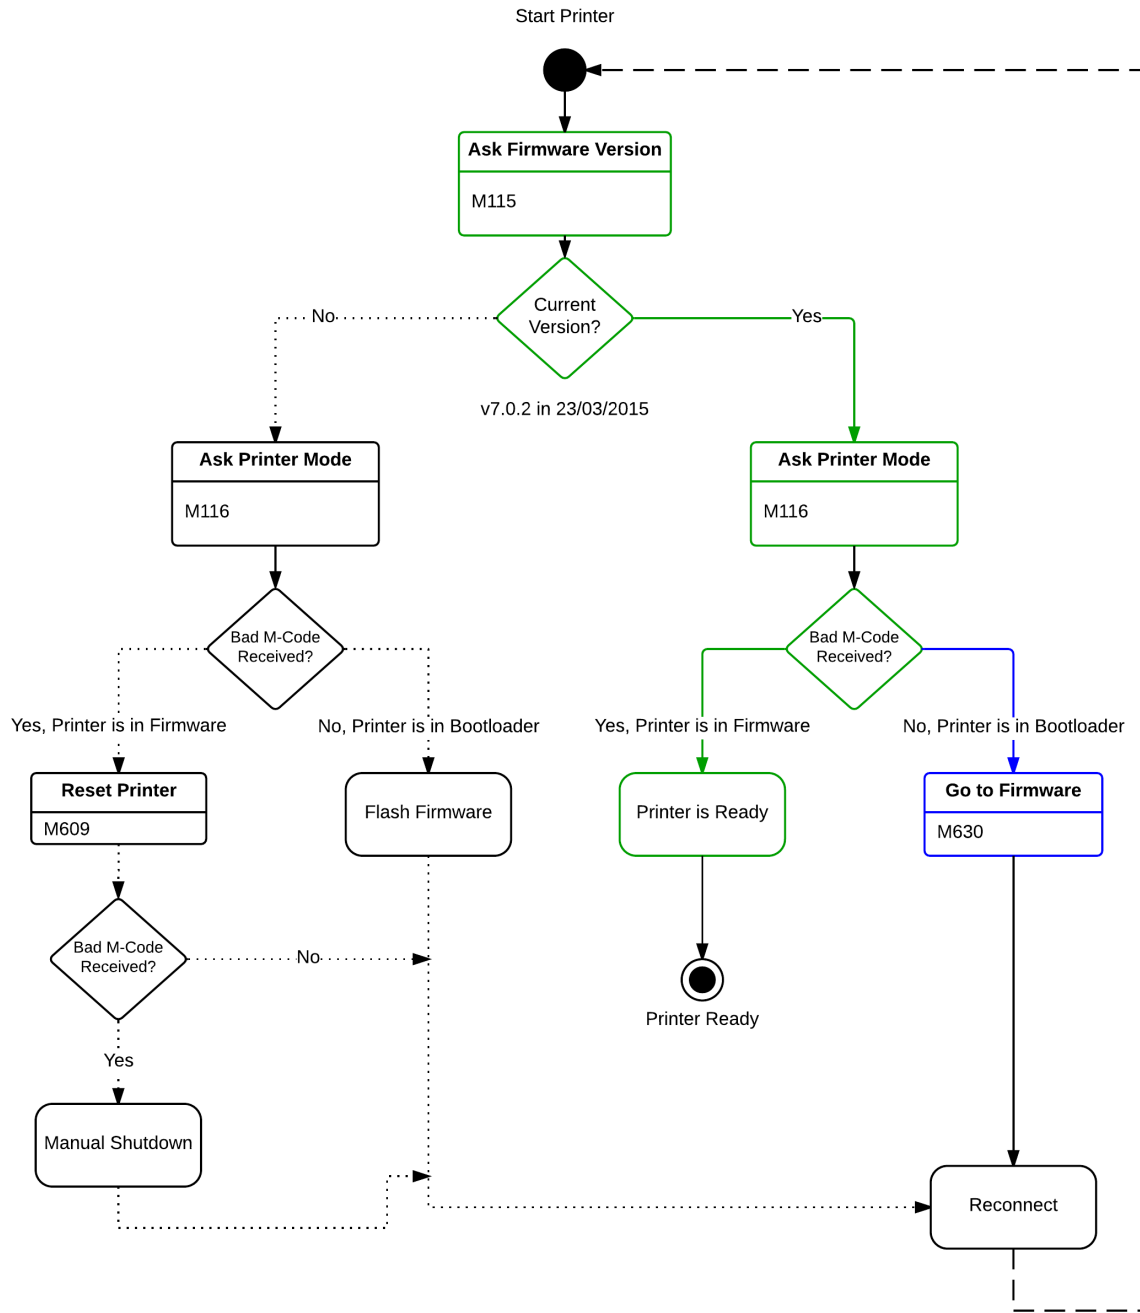 Start Printer
Ask Firmware Version
M115
Current
Version?
No
Yes
v7.0.2 in 23/03/2015
Ask Printer Mode
M116
Ask Printer Mode
M116
Bad M-Code
Received?
Bad M-Code
Received?
Yes, Printer is in Firmware
No, Printer is in Bootloader
Yes, Printer is in Firmware
No, Printer is in Bootloader
Reset Printer
M609
Flash Firmware
Printer is Ready
Go to Firmware
M630
Bad M-Code
Received?
No
Printer Ready
Yes
Manual Shutdown
Reconnect